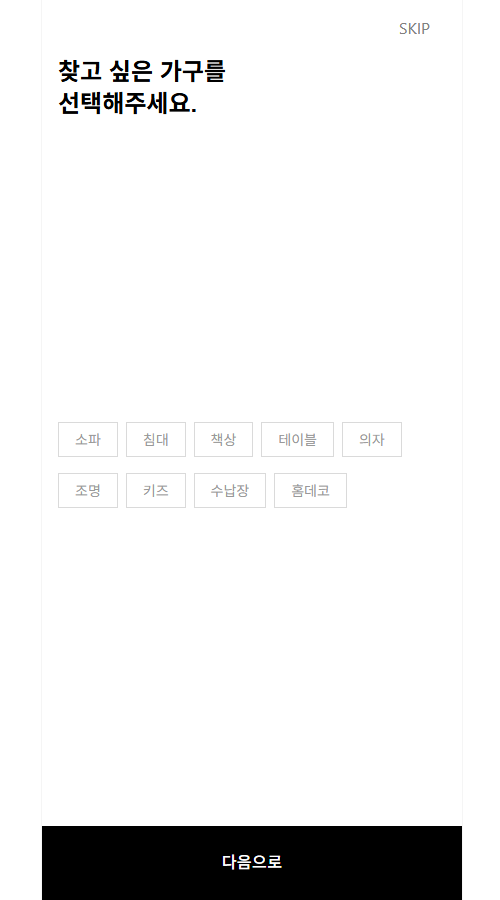 SKIP
찾고 싶은 가구를
선택해주세요.
소파 침대 책상 테이블 의자
조명 키즈 수납장 홈데코
다음으로